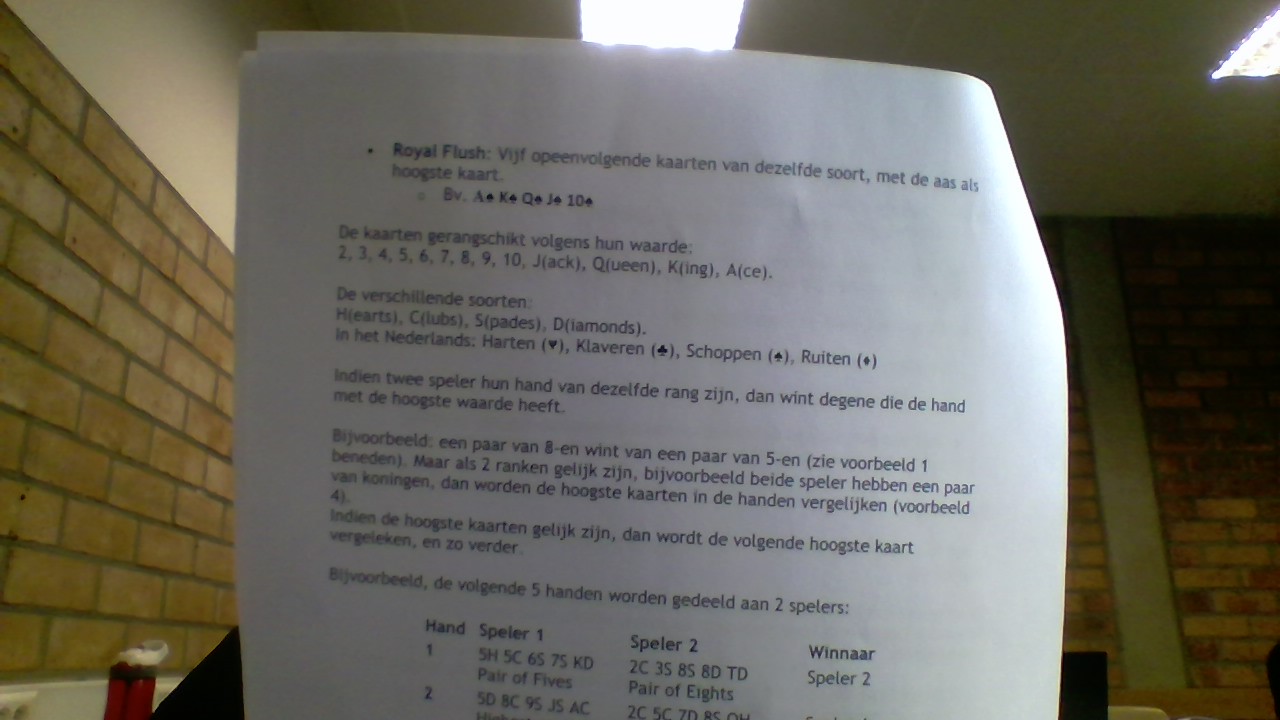 • Royal Flush: Vijf opeenvolgende kaarten van dezelfde soort, met de aas als
hoogste kaart.
○ Bv. A♠ K♠ Q♠ J♠ 10♠
De kaarten gerangschikt volgens hun waarde:
2, 3, 4, 5, 6, 7, 8, 9, 10, J(ack), Q(ueen), K(ing), A(ce).
De verschillende soorten:
H(earts), C(lubs), S(pades), D(iamonds).
In het Nederlands: Harten (♥), Klaveren (♣), Schoppen (♠), Ruiten (♦)
Indien twee speler hun hand van dezelfde rang zijn, dan wint degene die de hand
met de hoogste waarde heeft.
Bijvoorbeeld: een paar van 8-en wint van een paar van 5-en (zie voorbeeld 1
beneden). Maar als 2 ranken gelijk zijn, bijvoorbeeld beide speler hebben een paar
van koningen, dan worden de hoogste kaarten in de handen vergelijken (voorbeeld
4).
Indien de hoogste kaarten gelijk zijn, dan wordt de volgende hoogste kaart
vergeleken, en zo verder.
Bijvoorbeeld, de volgende 5 handen worden gedeeld aan 2 spelers:
Hand Speler 1 Speler 2 Winnaar
1 5H 5C 6S 7S KD 2C 3S 8S 8D TD Speler 2
Pair of Fives Pair of Eights
2 5D 8C 9S JS AC 2C 5C 7D 8S QH